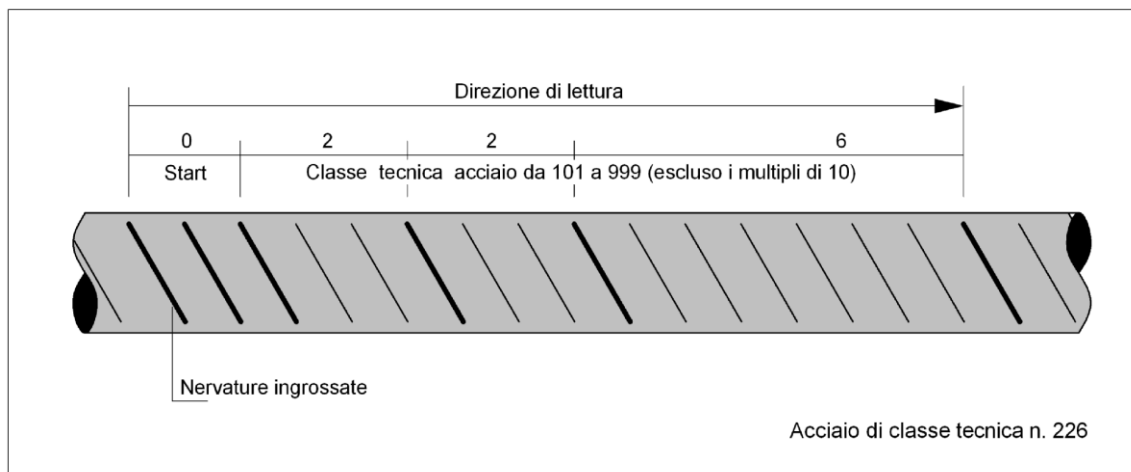 Direzione di lettura
0 2 2 6
Start Classe tecnica acciaio da 101 a 999 (escluso i multipli di 10)
Nervature ingrossate
Acciaio di classe tecnica n. 226